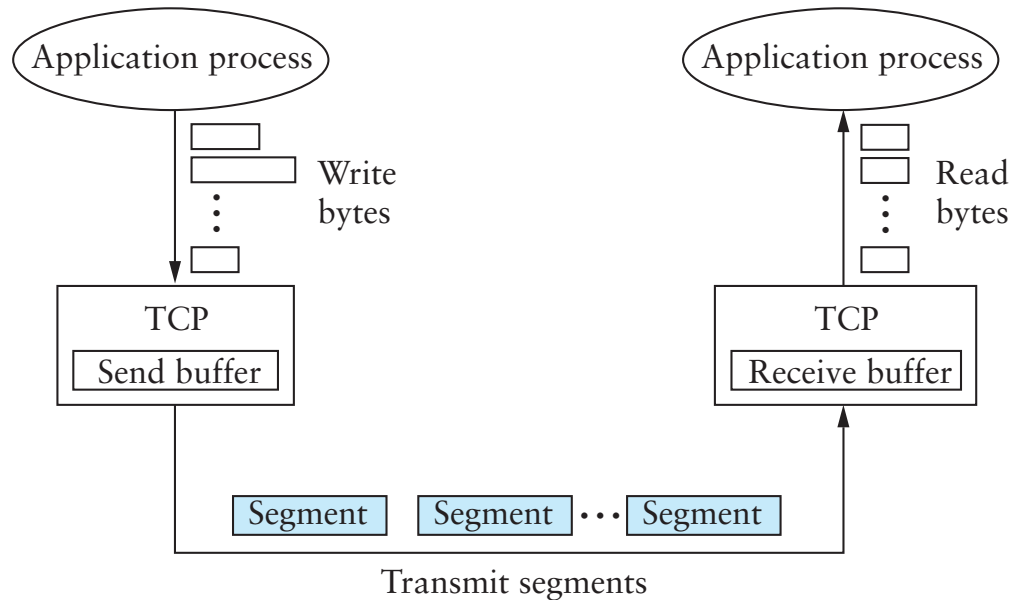 Application process
Application process
Write
bytes
Read
bytes
TCP
Send buffer
TCP
Receive buffer
Segment
Segment
Segment
Transmit segments